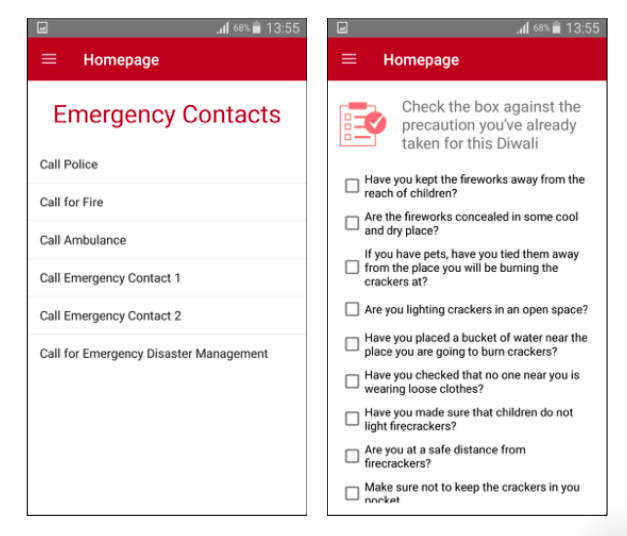 68% 13:55
Homepage
Emergency Contacts
Call Police
Call for Fire
Call Ambulance
Call Emergency Contact 1
Call Emergency Contact 2
Call for Emergency Disaster Management
68% 13:55
Homepage
Check the box against the
precaution you've already
taken for this Diwali
Have you kept the fireworks away from the
reach of children?
Are the fireworks concealed in some cool
and dry place?
If you have pets, have you tied them away
from the place you will be burning the
crackers at?
Are you lighting crackers in an open space?
Have you placed a bucket of water near the
place you are going to burn crackers?
Have you checked that no one near you is
wearing loose clothes?
Have you made sure that children do not
light firecrackers?
Are you at a safe distance from
firecrackers?
Make sure not to keep the crackers in you
pocket